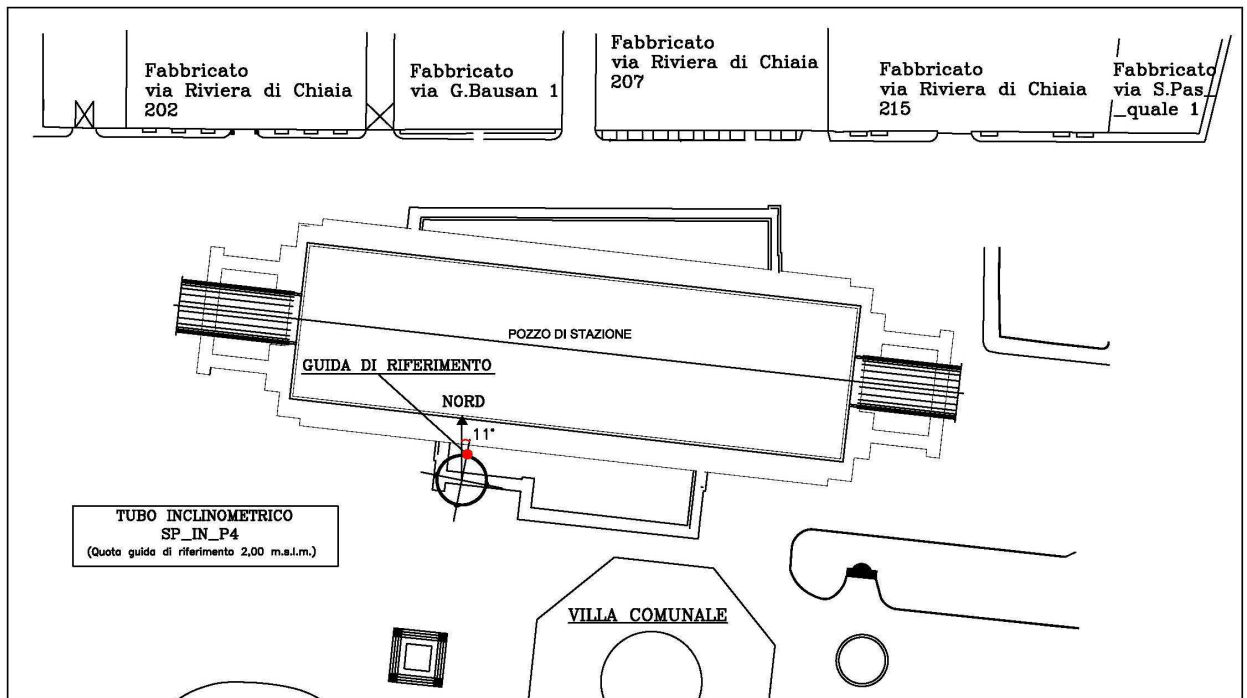 Fabbricato
via Riviera di Chiaia
202
Fabbricato
via G.Bausan 1
Fabbricato
via Riviera di Chiaia
207
Fabbricato
via Riviera di Chiaia
215
Fabbricato
via S.Pas_
_quale 1
POZZO DI STAZIONE
GUIDA DI RIFERIMENTO
NORD
11°
TUBO INCLINOMETRICO
SP_IN_P4
(Quota guida di riferimento 2,00 m.s.l.m.)
VILLA COMUNALE